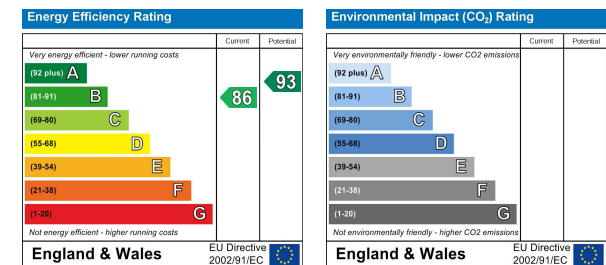 Energy Efficiency Rating
Current Potential
Very energy efficient - lower running costs
(92 plus) A
(81-91) B
(69-80) C
(55-68) D
(39-54) E
(21-38) F
(1-20) G
86
93
Not energy efficient - higher running costs
England & Wales
EU Directive
2002/91/EC
Environmental Impact (CO₂) Rating
Current Potential
Very environmentally friendly - lower CO2 emissions
(92 plus) A
(81-91) B
(69-80) C
(55-68) D
(39-54) E
(21-38) F
(1-20) G
Not environmentally friendly - higher CO2 emissions
England & Wales
EU Directive
2002/91/EC